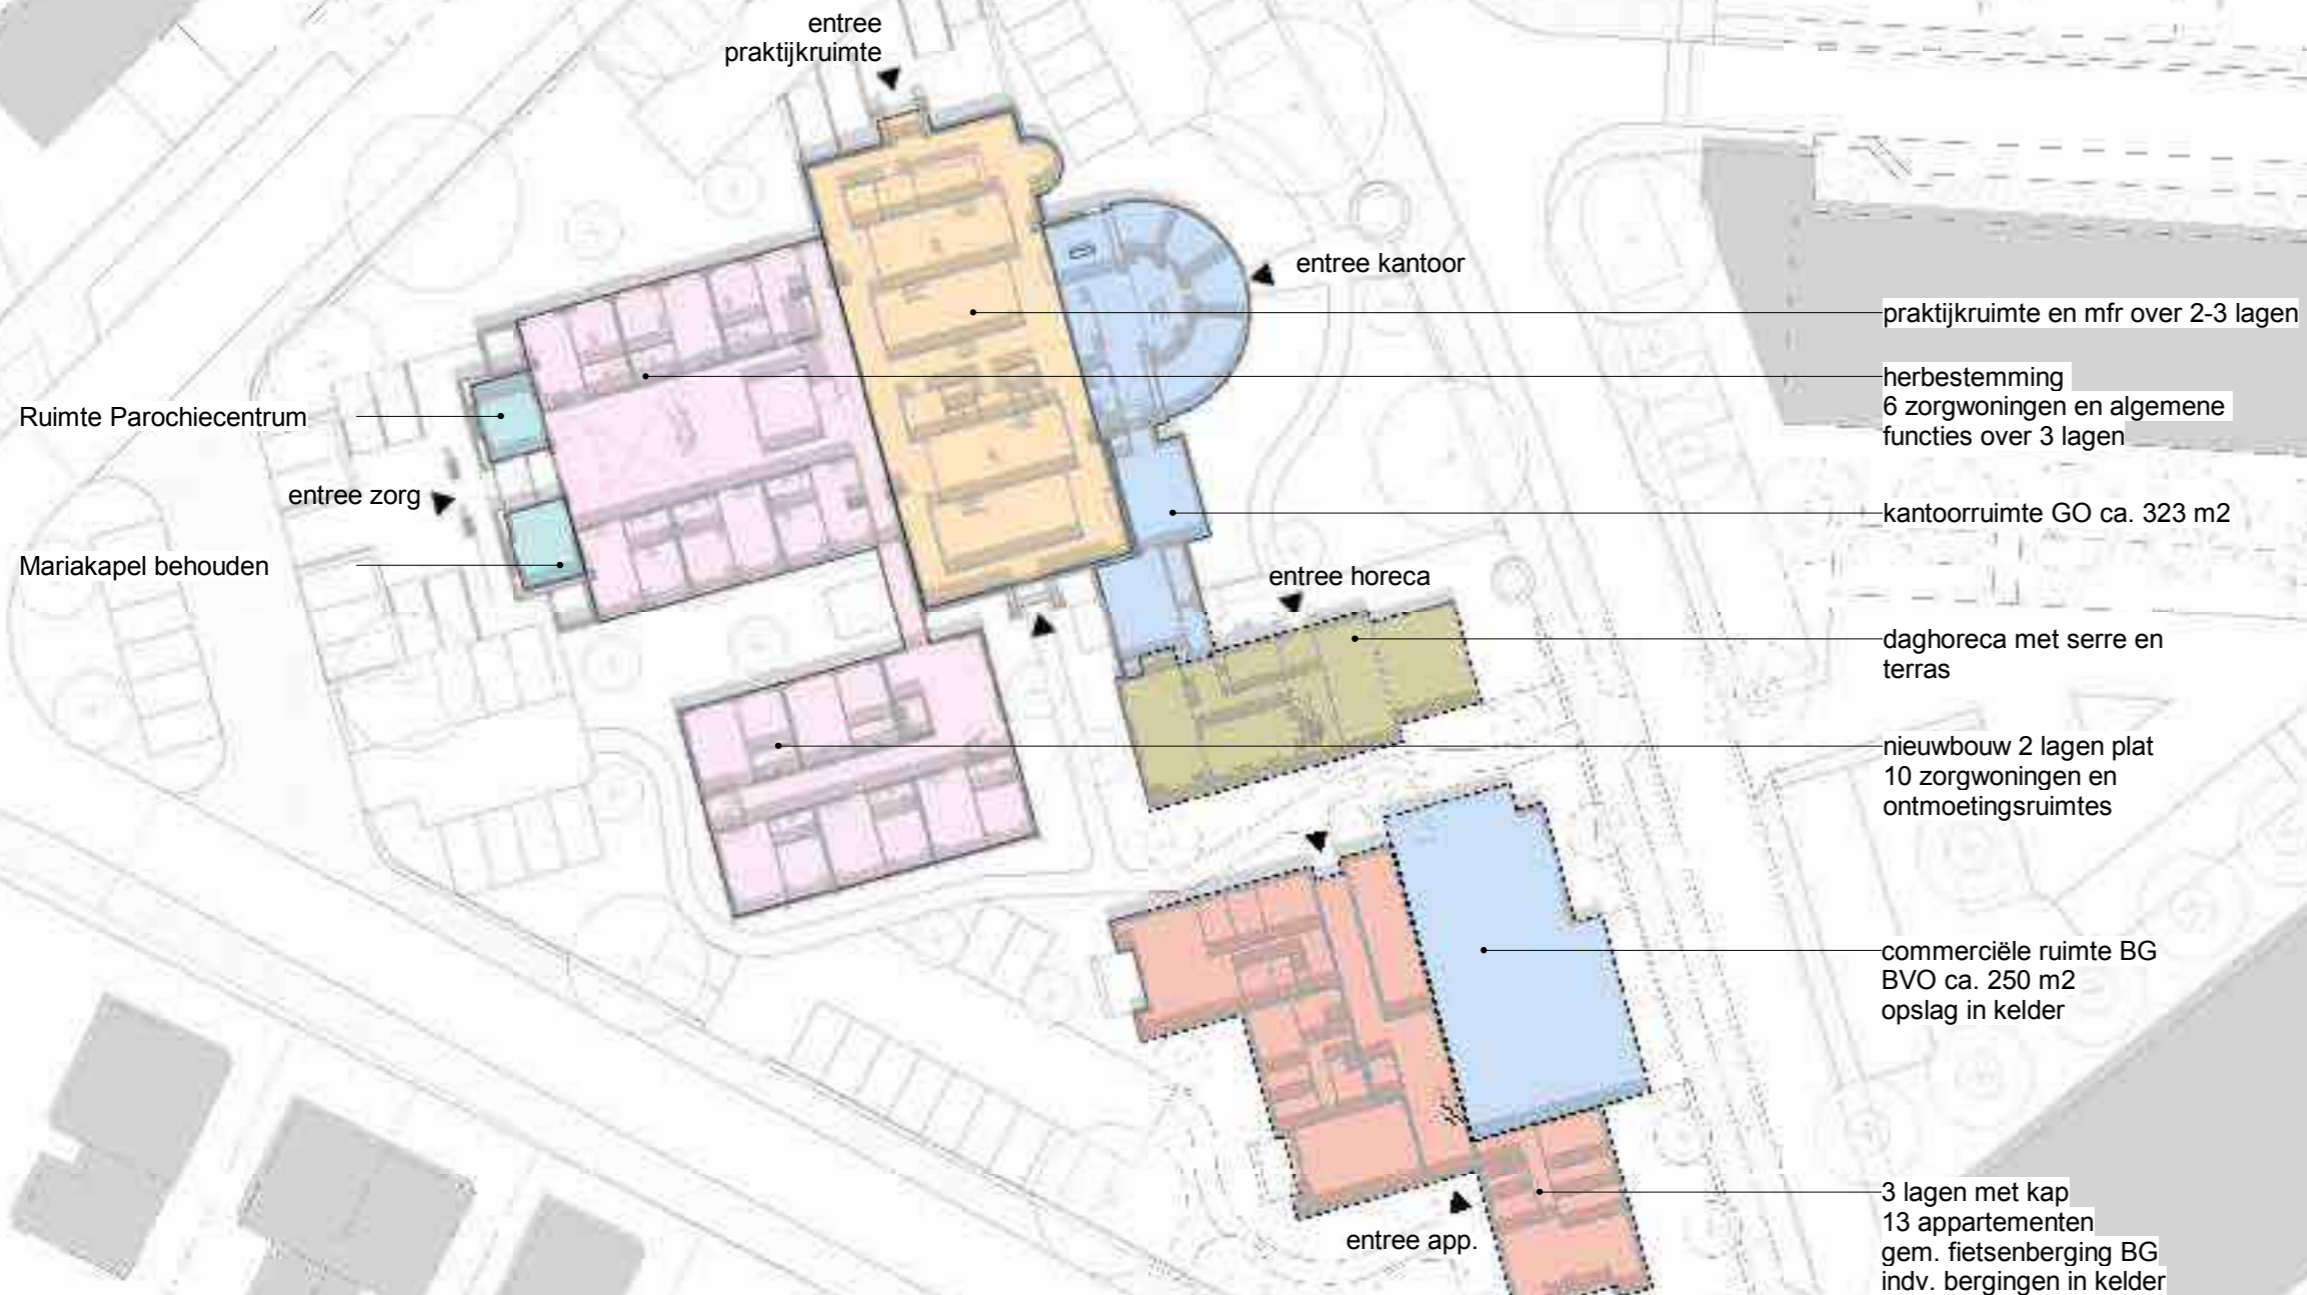 entree
praktijkruimte
entree kantoor
praktijkruimte en mfr over 2-3 lagen
herbestemming
6 zorgwoningen en algemene
functies over 3 lagen
Ruimte Parochiecentrum
entree zorg
kantoorruimte GO ca. 323 m2
Mariakapel behouden
entree horeca
daghoreca met serre en
terras
nieuwbouw 2 lagen plat
10 zorgwoningen en
ontmoetingsruimtes
commerciële ruimte BG
BVO ca. 250 m2
opslag in kelder
3 lagen met kap
13 appartementen
gem. fietsenberging BG
indv. bergingen in kelder
entree app.